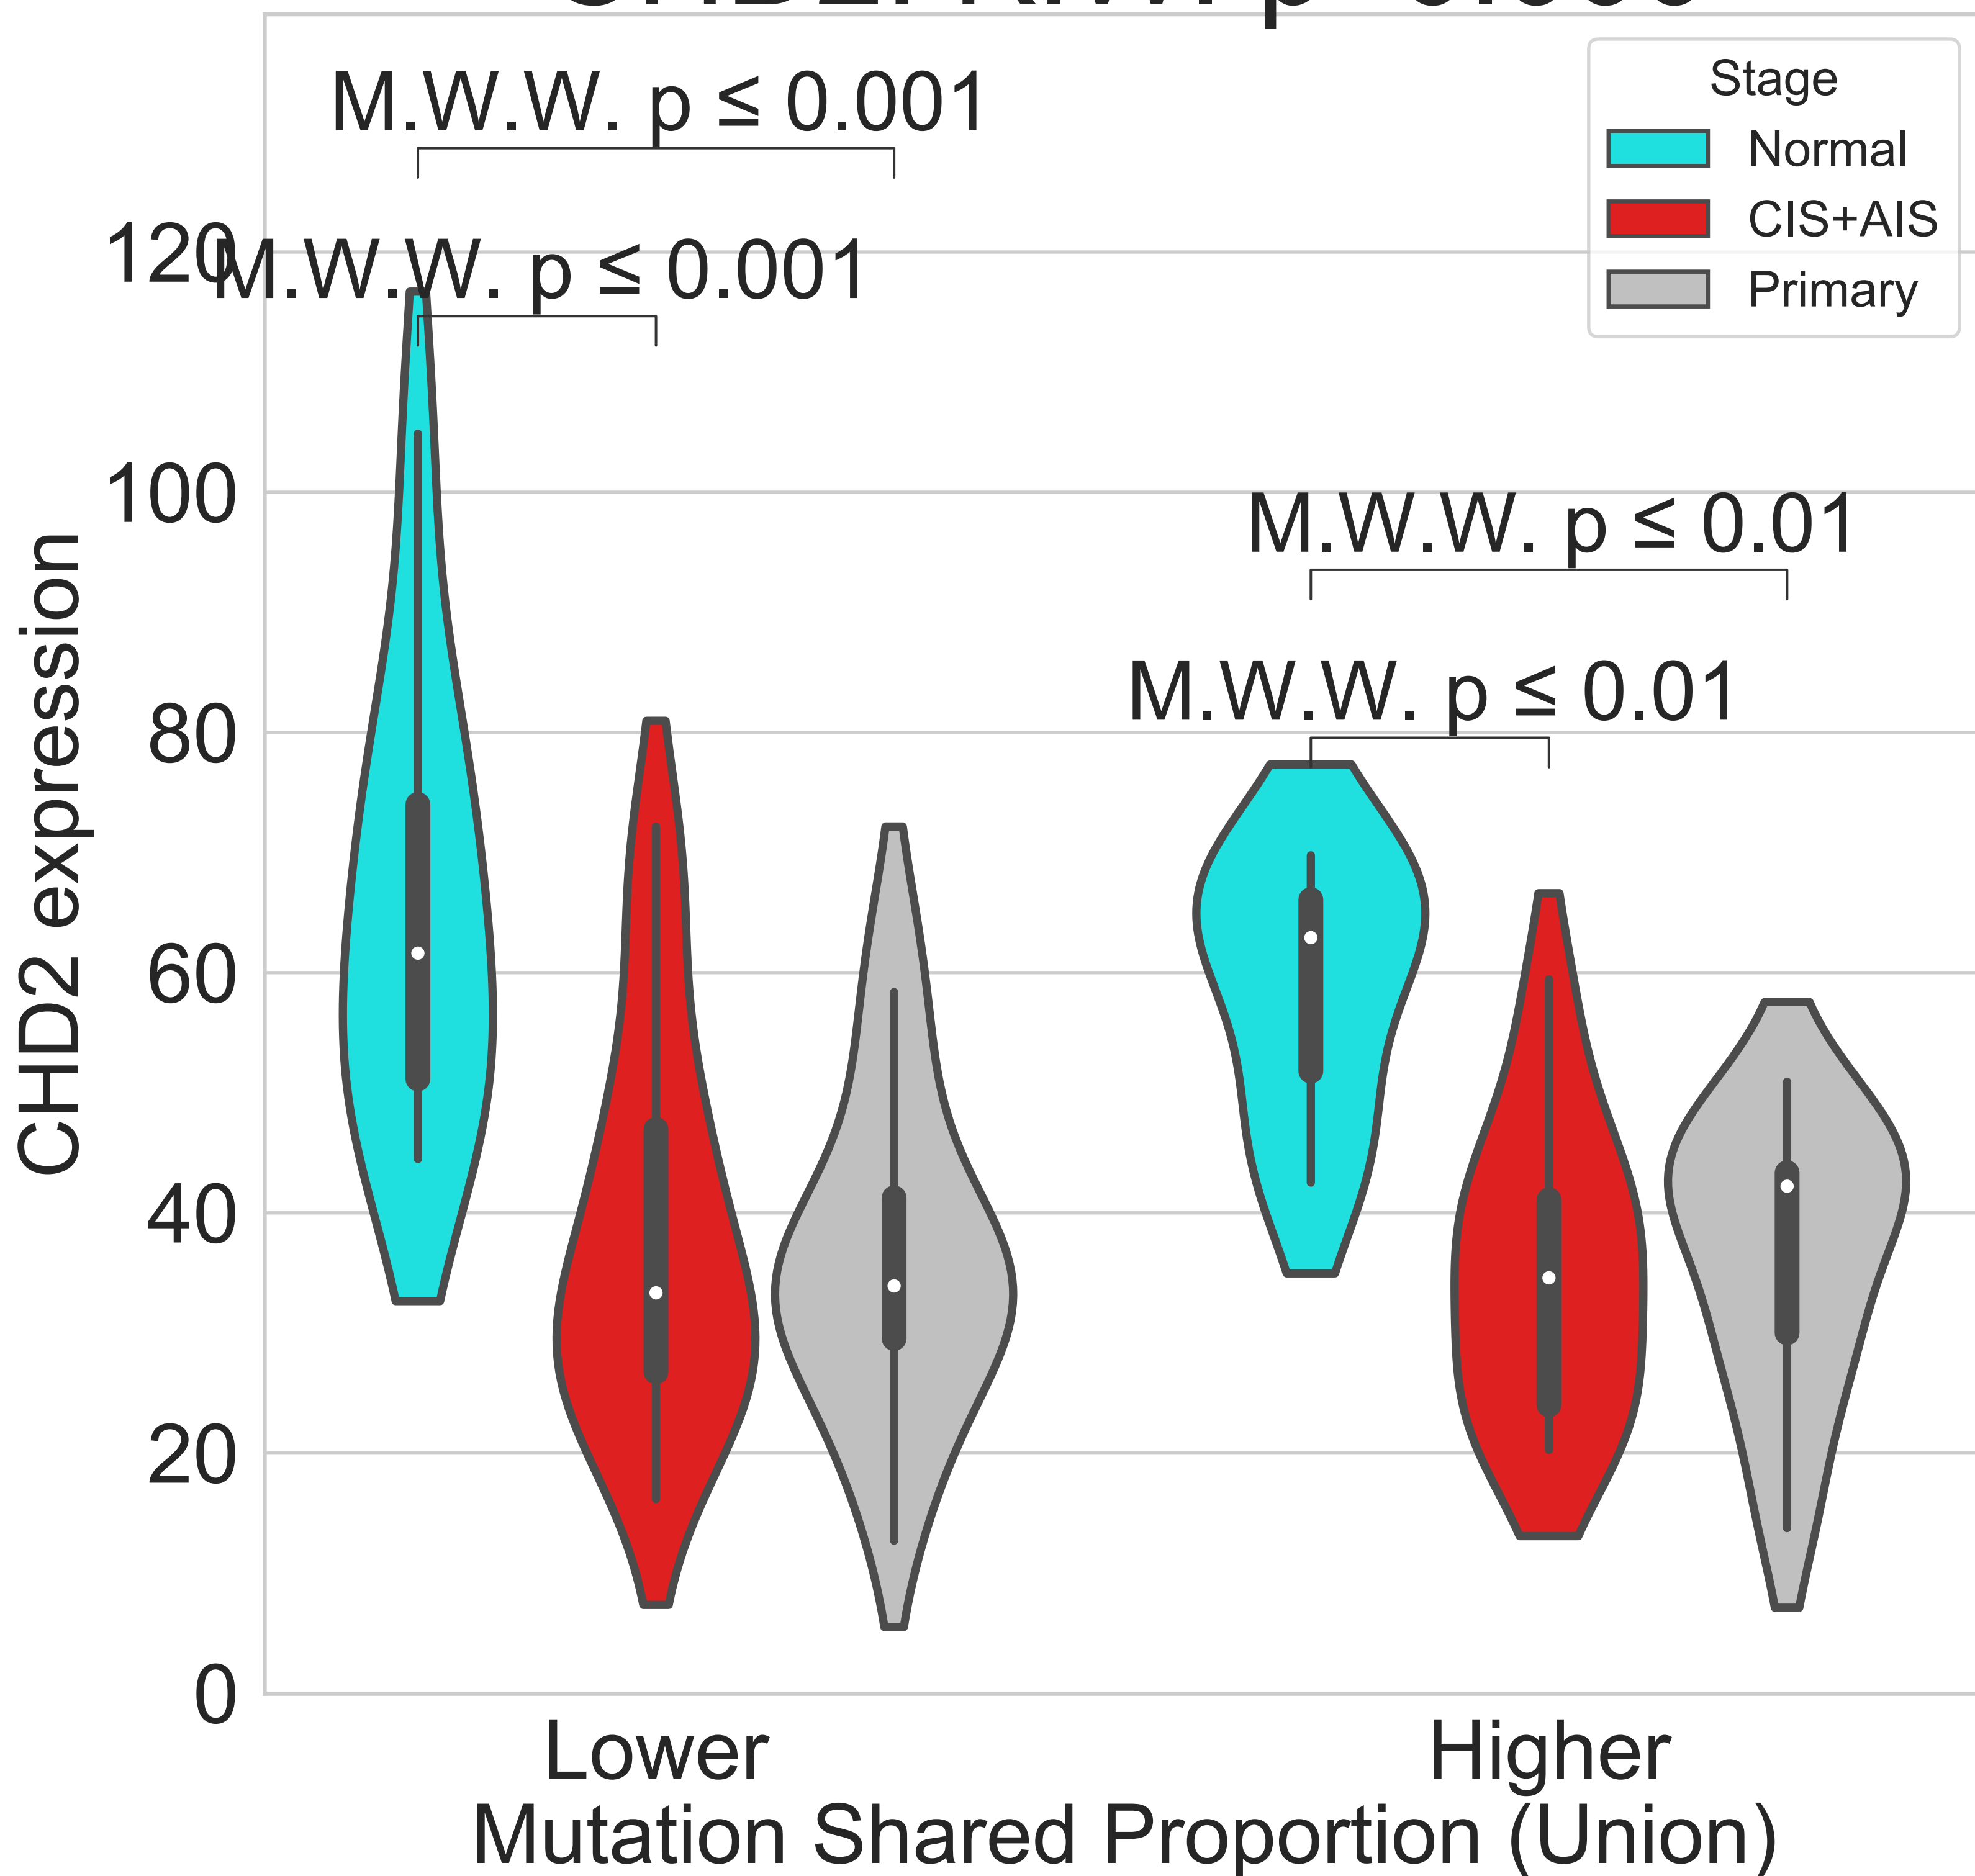 M.W.W. p ≤ 0.001
M.W.W. p ≤ 0.001
M.W.W. p ≤ 0.01
M.W.W. p ≤ 0.01
Stage
Normal
CIS+AIS
Primary
CHD2 expression
120
100
80
60
40
20
0
Lower
Higher
Mutation Shared Proportion (Union)